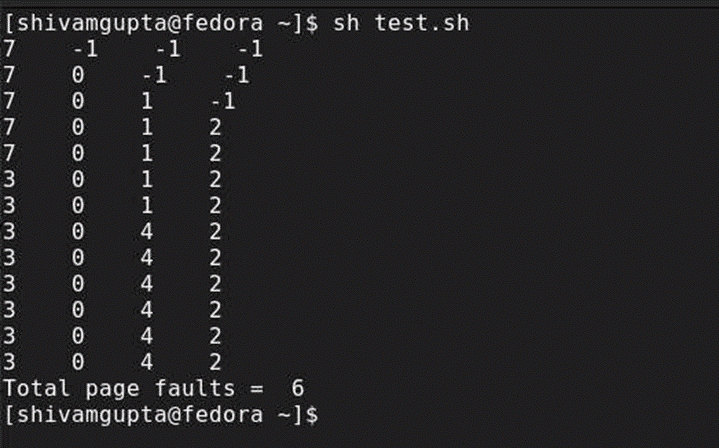 [shivamgupta@fedora ~]$ sh test.sh
7 -1 -1 -1
7 0 -1 -1
7 0 1 -1
7 0 1 2
7 0 1 2
3 0 1 2
3 0 1 2
3 0 4 2
3 0 4 2
3 0 4 2
3 0 4 2
3 0 4 2
3 0 4 2
Total page faults = 6
[shivamgupta@fedora ~]$